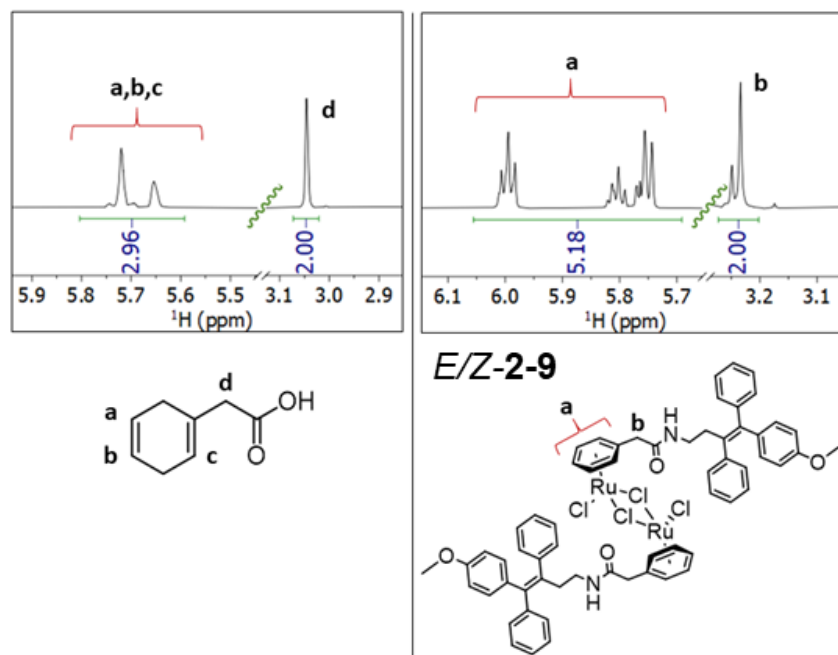 a,b,c
d
2.96
2.00
5.9 5.8 5.7 5.6 5.5 3.1 3.0 2.9
¹H (ppm)
a
b
5.18
2.00
6.1 6.0 5.9 5.8 5.7 3.2 3.1
¹H (ppm)
d
OH
O
a
b
c
E/Z-2-9
a
b
H
N
O
O
Ru
Cl
Cl
Cl
Cl
Ru
O
O
N
H